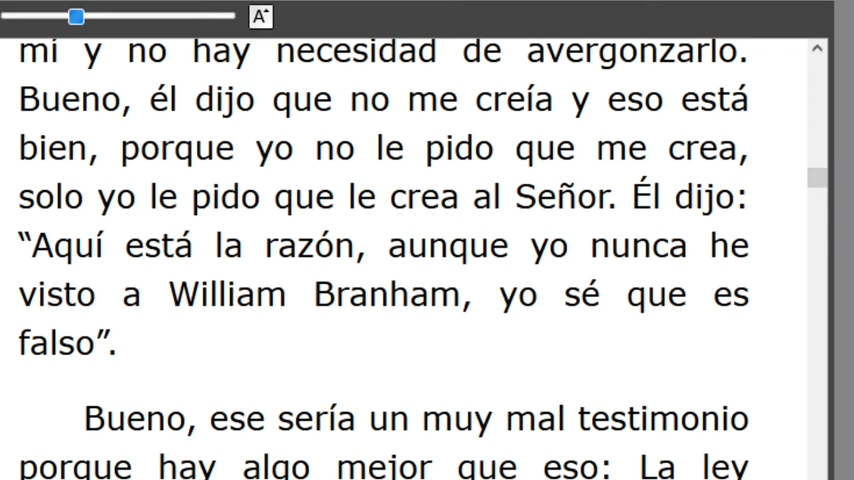 A
mí y no hay necesidad de avergonzarlo.
Bueno, él dijo que no me creía y eso está
bien, porque yo no le pido que me crea,
solo yo le pido que le crea al Señor. Él dijo:
“Aquí está la razón, aunque yo nunca he
visto a William Branham, yo sé que es
falso”.
Bueno, ese sería un muy mal testimonio
porque hay algo mejor que eso: La ley